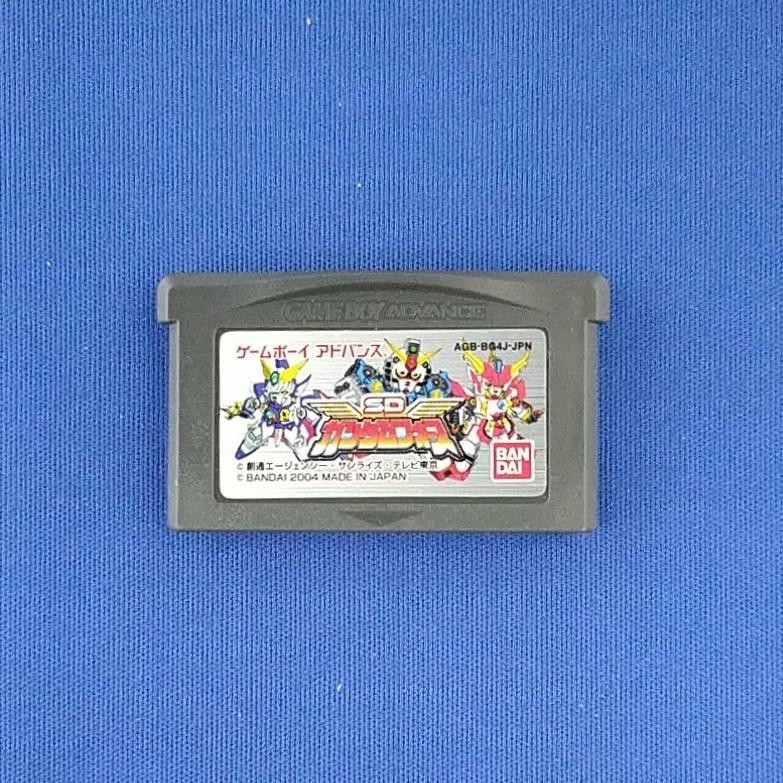 GAME BOY ADVANCE
ゲームボーイ アドバンス
AGB-BG4J-JPN
SD
ガンダムフォース
BAN
DAI
© 創通エージェンシー・サンライズ・テレビ東京
© BANDAI 2004 MADE IN JAPAN